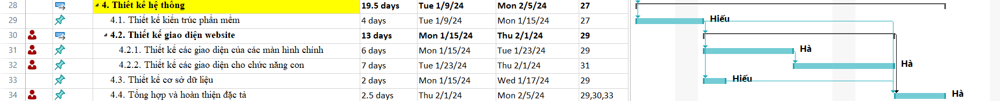 28 4. Thiết kế hệ thống 19.5 days Tue 1/9/24 Mon 2/5/24 27
29 4.1. Thiết kế kiến trúc phần mềm 4 days Tue 1/9/24 Mon 1/15/24 27 Hiếu
30 4.2. Thiết kế giao diện website 13 days Mon 1/15/24 Thu 2/1/24 29
31 4.2.1. Thiết kế các giao diện của các màn hình chính 6 days Mon 1/15/24 Tue 1/23/24 29 Hà
32 4.2.2. Thiết kế các giao diện cho chức năng con 7 days Tue 1/23/24 Thu 2/1/24 31 Hà
33 4.3. Thiết kế cơ sở dữ liệu 2 days Mon 1/15/24 Wed 1/17/24 29 Hiếu
34 4.4. Tổng hợp và hoàn thiện đặc tả 2.5 days Thu 2/1/24 Mon 2/5/24 29,30,33 Hà